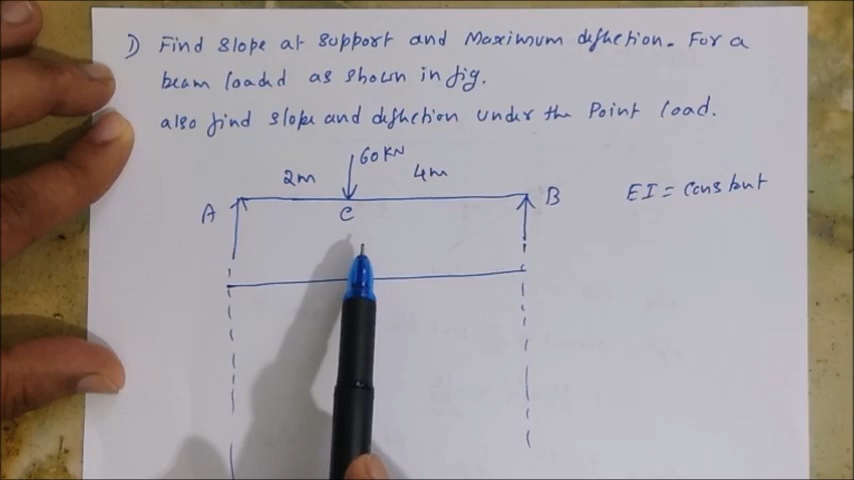 1) Find slope at support and Maximum deflection. For a
beam loaded as shown in fig.
also find slope and deflection under the Point load.
60KN
2m 4m
EI = constant
A C B